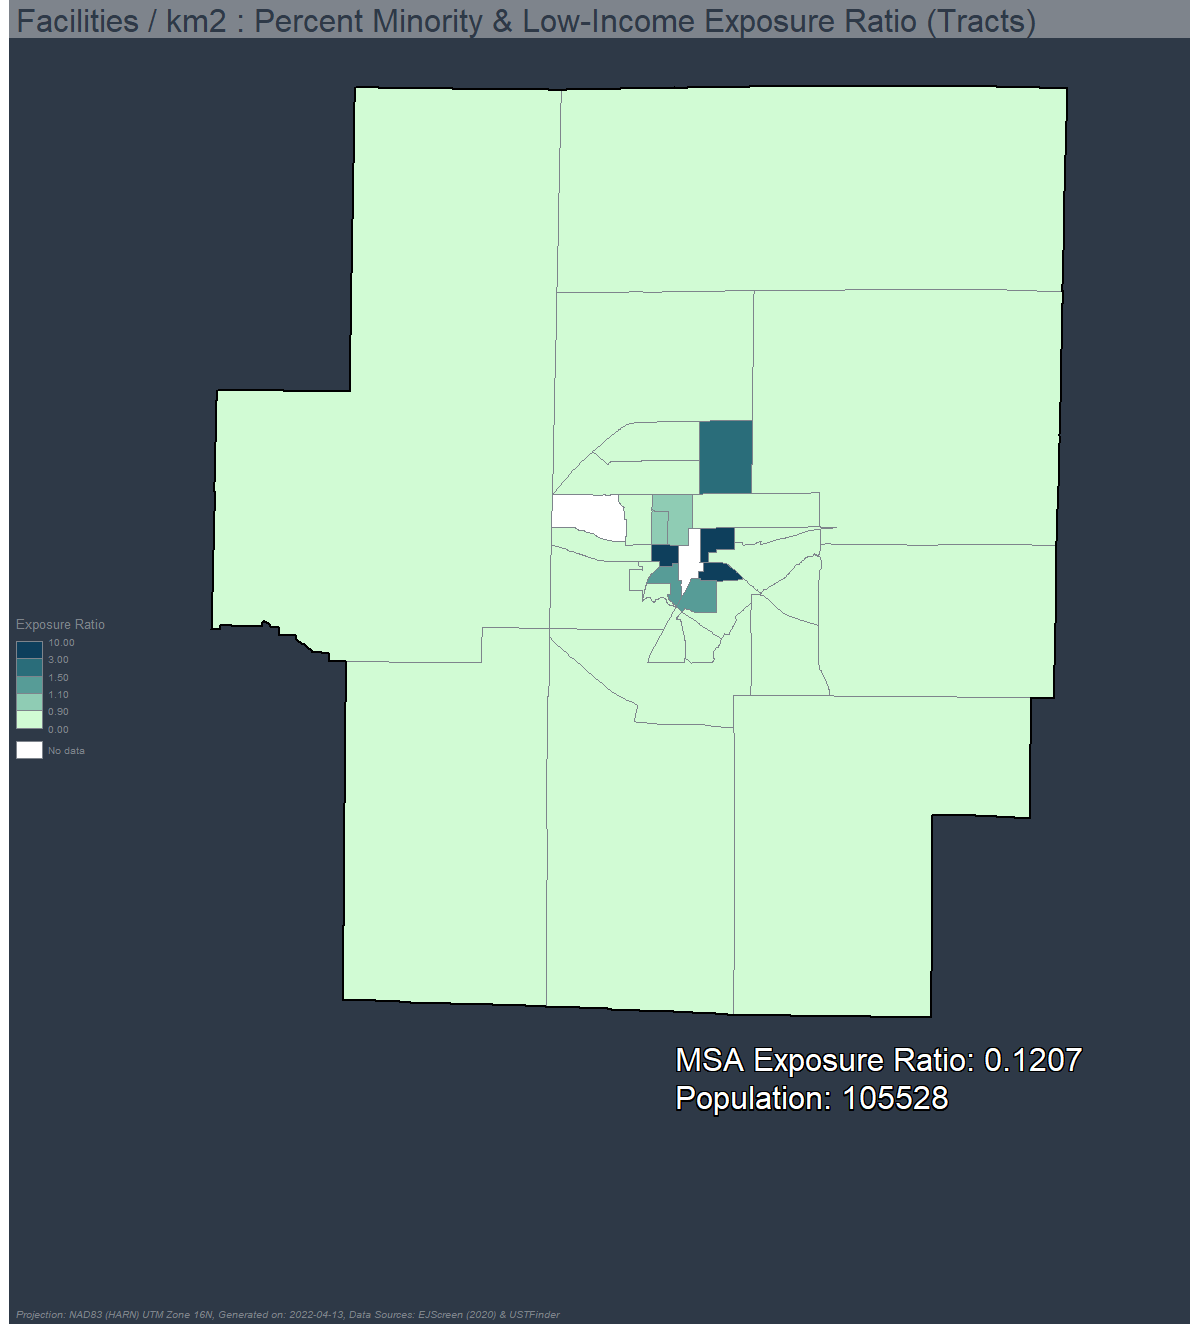 Facilities / km2 : Percent Minority & Low-Income Exposure Ratio (Tracts)
Exposure Ratio
10.00
3.00
1.50
1.10
0.90
0.00
No data
MSA Exposure Ratio: 0.1207
Population: 105528
Projection: NAD83 (HARN) UTM Zone 16N, Generated on: 2022-04-13, Data Sources: EJScreen (2020) & USTFinder